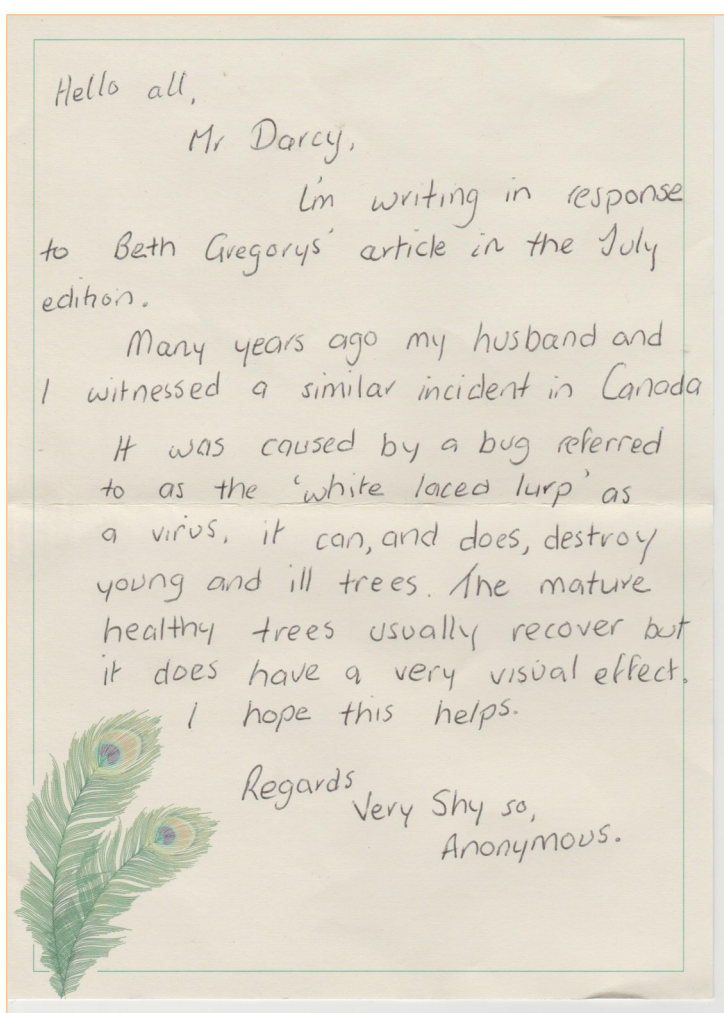 Hello all,
Mr Darcy,
I'm writing in response
to Beth Gregorys' article in the July
edition.
Many years ago my husband and
I witnessed a similar incident in Canada
It was caused by a bug referred
to as the 'white laced lurp' as
a virus, it can, and does, destroy
young and ill trees. The mature
healthy trees usually recover but
it does have a very visual effect.
I hope this helps.
Regards
Very Shy so,
Anonymous.